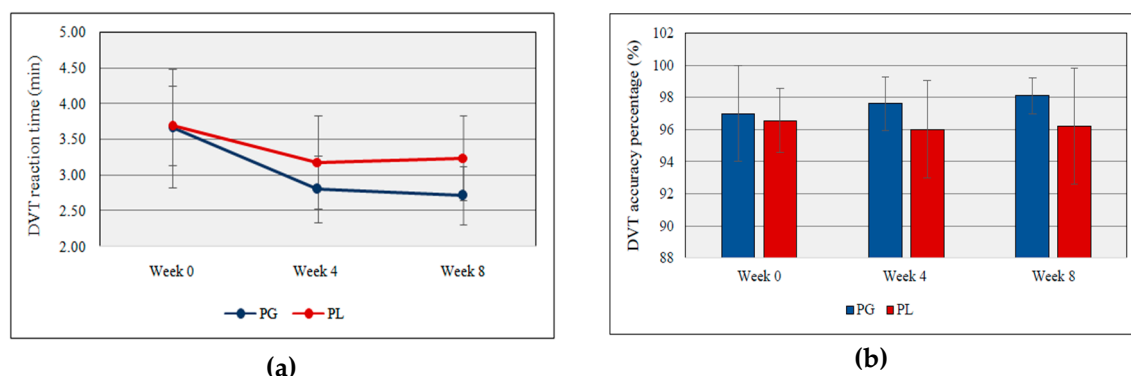 5.00
4.50
4.00
3.50
3.00
2.50
2.00
DVT reaction time (min)
Week 0 Week 4 Week 8
PG PL
(a)
102
100
98
96
94
92
90
88
DVT accuracy percentage (%)
Week 0 Week 4 Week 8
PG PL
(b)